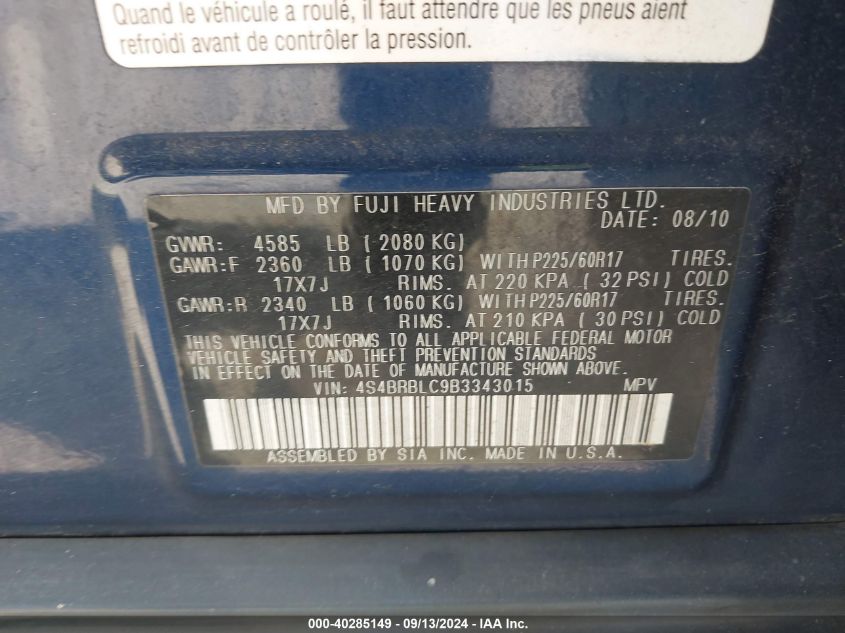 Quand le véhicule a roulé, il faut attendre que les pneus aient
refroidi avant de contrôler la pression.
MFD BY FUJI HEAVY INDUSTRIES LTD.
DATE: 08/10
GVWR: 4585 LB ( 2080 KG)
GAWR:F 2360 LB ( 1070 KG) WITH P225/60R17 TIRES.
17X7J RIMS. AT 220 KPA ( 32 PSI) COLD
GAWR:R 2340 LB ( 1060 KG) WITH P225/60R17 TIRES.
17X7J RIMS. AT 210 KPA ( 30 PSI) COLD
THIS VEHICLE CONFORMS TO ALL APPLICABLE FEDERAL MOTOR
VEHICLE SAFETY AND THEFT PREVENTION STANDARDS
IN EFFECT ON THE DATE OF MANUFACTURE SHOWN ABOVE.
VIN: 4S4BRBLC9B3343015 MPV
ASSEMBLED BY SIA INC. MADE IN U.S.A.
000-40285149 - 09/13/2024 - IAA Inc.